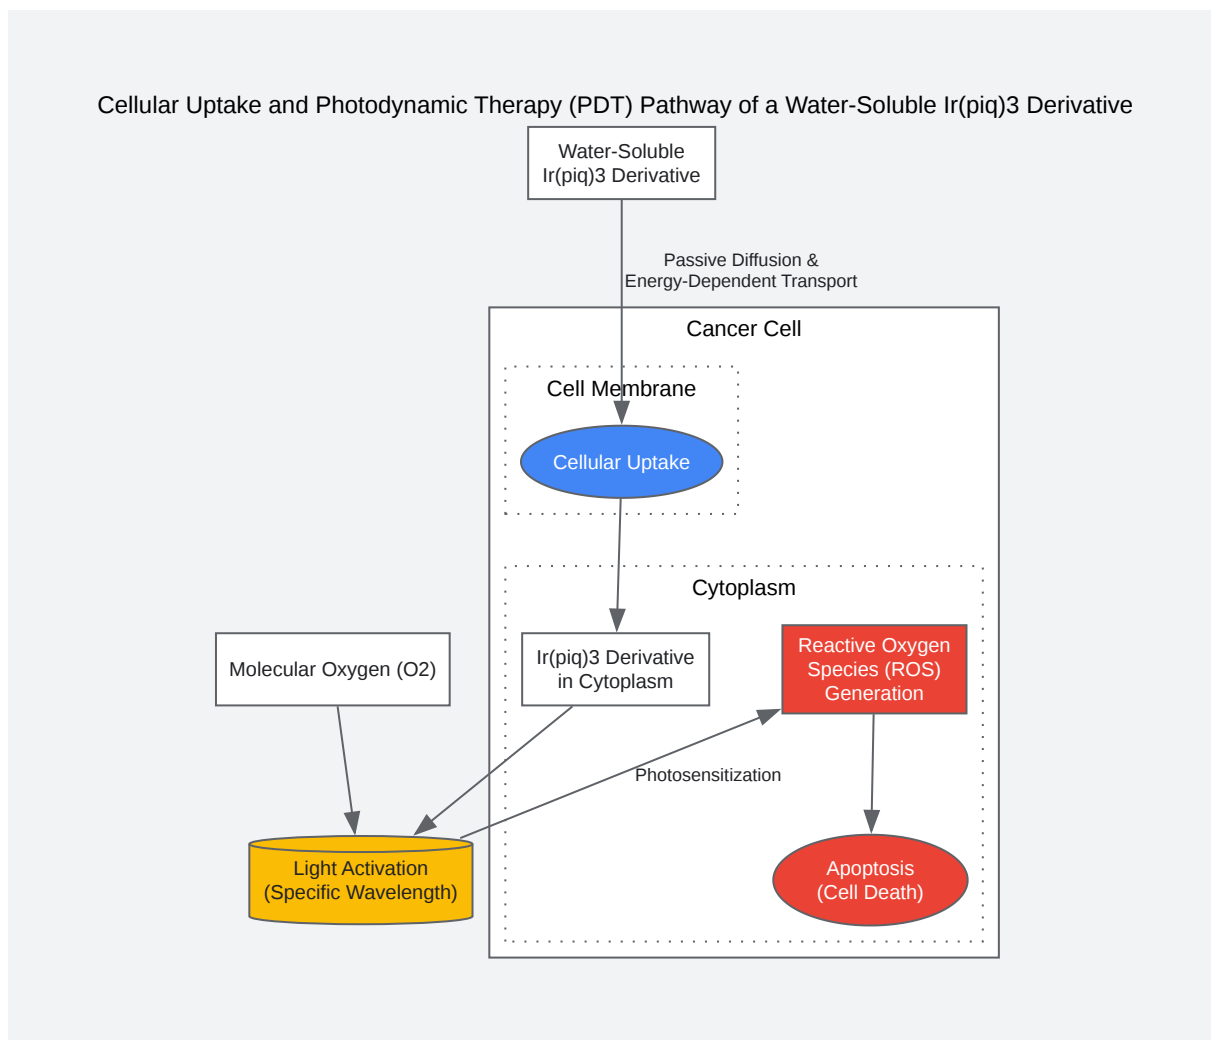 Cellular Uptake and Photodynamic Therapy (PDT) Pathway of a Water-Soluble Ir(piq)3 Derivative
Water-Soluble
Ir(piq)3 Derivative
Passive Diffusion &
Energy-Dependent Transport
Cancer Cell
Cell Membrane
Cellular Uptake
Cytoplasm
Molecular Oxygen (O2)
Ir(piq)3 Derivative
in Cytoplasm
Reactive Oxygen
Species (ROS)
Generation
Photosensitization
Light Activation
(Specific Wavelength)
Apoptosis
(Cell Death)